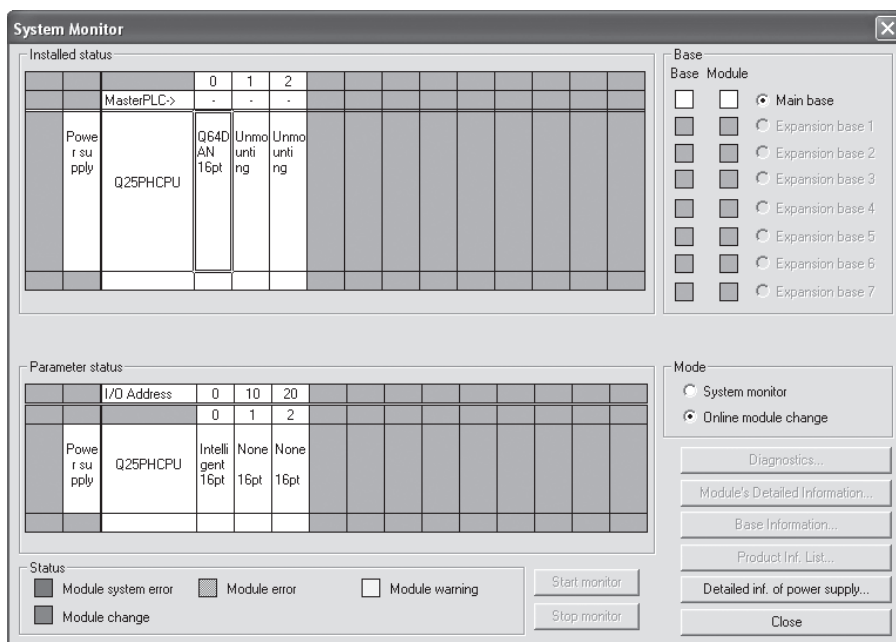 System Monitor
Installed status
0 1 2
MasterPLC-> - - -
Powe
r su
pply
Q25PHCPU
Q64D
AN
16pt
Unmo
unti
ng
Unmo
unti
ng
Base
Base Module
Main base
Expansion base 1
Expansion base 2
Expansion base 3
Expansion base 4
Expansion base 5
Expansion base 6
Expansion base 7
Parameter status
I/O Address 0 10 20
0 1 2
Powe
r su
pply
Q25PHCPU
Intelli
gent
16pt
None
16pt
None
16pt
Mode
System monitor
Online module change
Diagnostics...
Module's Detailed Information...
Base Information...
Product Inf. List...
Detailed inf. of power supply...
Close
Status
Module system error
Module error
Module warning
Module change
Start monitor
Stop monitor